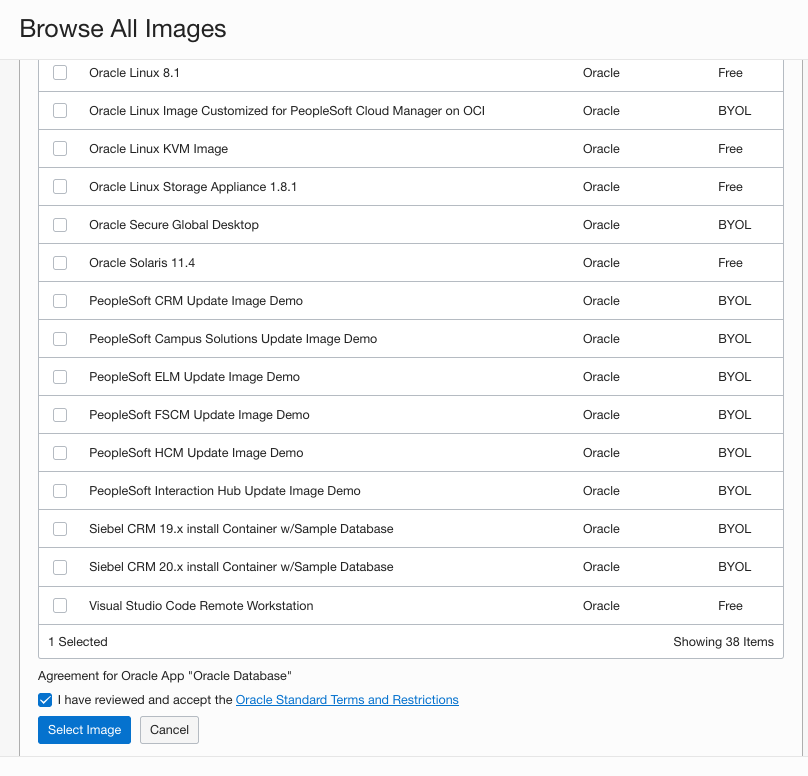 Browse All Images
Oracle Linux 8.1 Oracle Free
Oracle Linux Image Customized for PeopleSoft Cloud Manager on OCI Oracle BYOL
Oracle Linux KVM Image Oracle Free
Oracle Linux Storage Appliance 1.8.1 Oracle Free
Oracle Secure Global Desktop Oracle BYOL
Oracle Solaris 11.4 Oracle Free
PeopleSoft CRM Update Image Demo Oracle BYOL
PeopleSoft Campus Solutions Update Image Demo Oracle BYOL
PeopleSoft ELM Update Image Demo Oracle BYOL
PeopleSoft FSCM Update Image Demo Oracle BYOL
PeopleSoft HCM Update Image Demo Oracle BYOL
PeopleSoft Interaction Hub Update Image Demo Oracle BYOL
Siebel CRM 19.x install Container w/Sample Database Oracle BYOL
Siebel CRM 20.x install Container w/Sample Database Oracle BYOL
Visual Studio Code Remote Workstation Oracle Free
1 Selected Showing 38 Items
Agreement for Oracle App "Oracle Database"
I have reviewed and accept the Oracle Standard Terms and Restrictions
Select Image Cancel